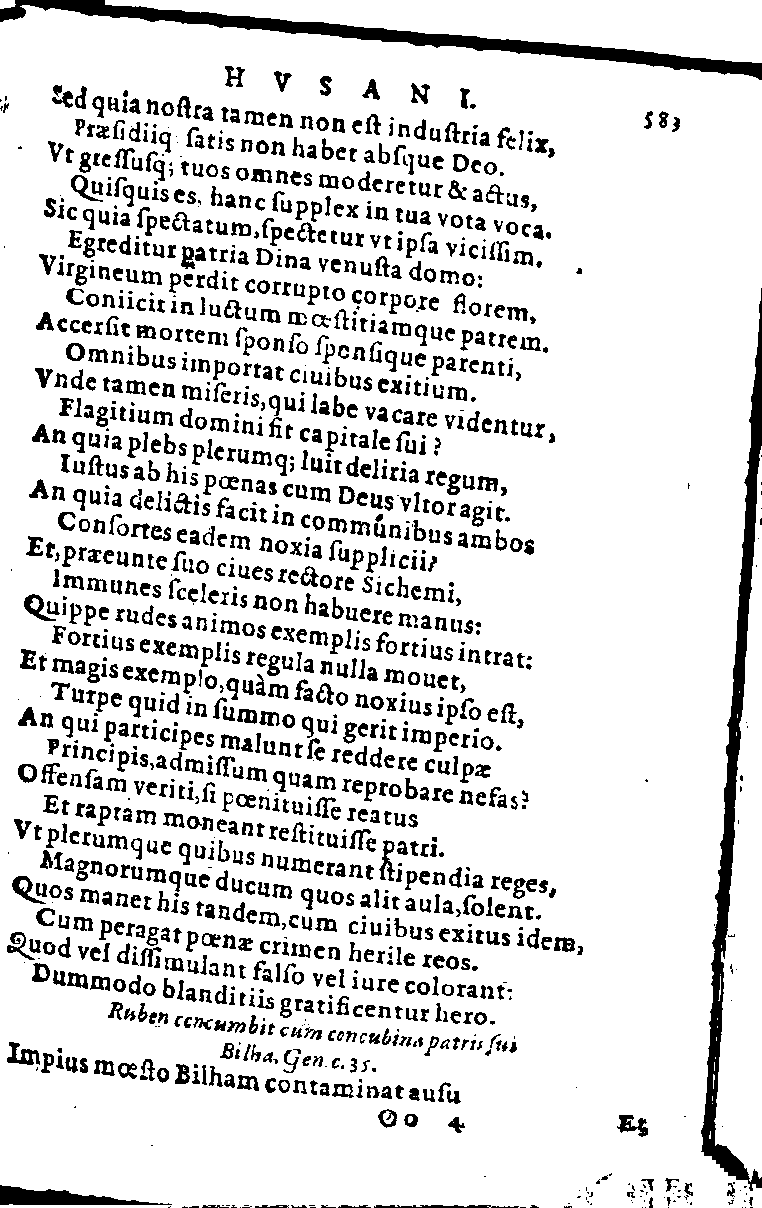 HVSANI.
583
Sed quia noſtra tamen non eſt induſtria felix,
Præſidiiq; ſatis non habet abſque Deo.
Vt greſſuſq; tuos omnes moderetur & actus,
Quiſquis es, hanc ſupplex in tua vota voca.
Sic quia ſpectatum, ſpectetur vt ipſa viciſſim.
Egreditur patria Dina venuſta domo:
Virgineum perdit corrupto corpore florem,
Coniicit in luctum mœſtitiamque patrem.
Accerſit mortem ſponſo ſponſique parenti,
Omnibus importat ciuibus exitium.
Vnde tamen miſeris, qui labe vacare videntur,
Flagitium domini fit capitale ſui?
An quia plebs plerumq; luit deliria regum,
Iuſtus ab his pœnas cum Deus vltor agit.
An quia delictis facit in commúnibus ambos
Conſortes eadem noxia ſupplicii?
Et, præeunte ſuo ciues rectore Sichemi,
Immunes ſceleris non habuere manus:
Quippe rudes animos exemplis fortius intrat:
Fortius exemplis regula nulla mouet,
Et magis exemplo, quàm facto noxius ipſo eſt,
Turpe quid in ſummo qui gerit imperio.
An qui participes malunt ſe reddere culpæ
Principis, admiſſum quam reprobare nefas?
Offenſam veriti, ſi pœnituiſſe reatus
Et raptam moneant reſtituiſſe patri.
Vt plerumque quibus numerant ſtipendia reges,
Magnorumque ducum quos alit aula, ſolent.
Quos manet his tandem, cum ciuibus exitus idem,
Cum peragat pœnæ crimen herile reos.
Quod vel diſſimulant falſo vel iure colorant:
Dummodo blanditiis gratificentur hero.
Ruben concumbit cum concubina patris ſui
Bilha. Gen. c. 35.
Impius mœſto Bilham contaminat auſu
Oo 4
Et